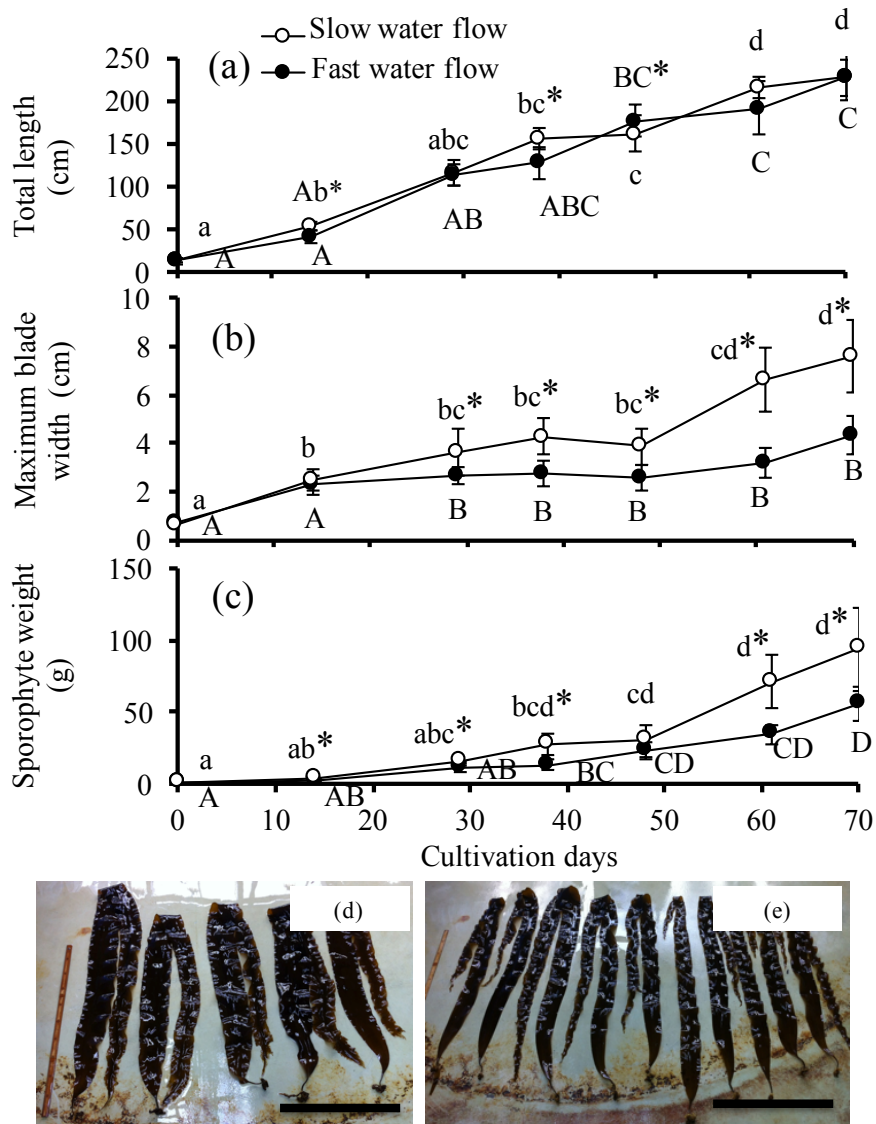 Slow water flow
Fast water flow
(a)
Total length
(cm)
250
200
150
100
50
0
a
Ab*
abc
bc*
BC*
d
d
A
A
AB
ABC
c
C
C
(b)
Maximum blade
width (cm)
10
8
6
4
2
0
a
b
bc*
bc*
bc*
cd*
d*
A
A
B
B
B
B
B
(c)
Sporophyte weight
(g)
150
100
50
0
a
ab*
abc*
bcd*
cd
d*
d*
A
AB
AB
BC
CD
CD
D
0 10 20 30 40 50 60 70
Cultivation days
(d)
(e)